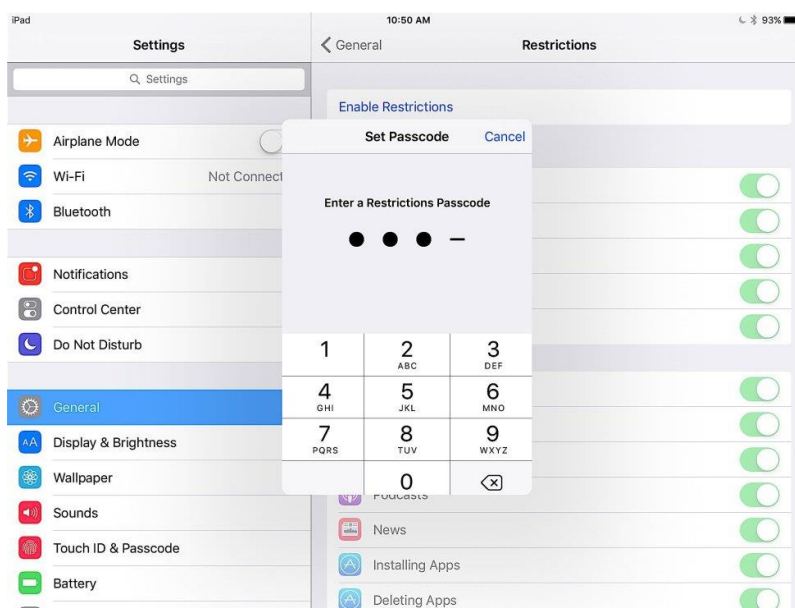 iPad
10:50 AM
93%
Settings
General
Restrictions
Settings
Enable Restrictions
Airplane Mode
Wi-Fi
Not Connect
Bluetooth
Notifications
Control Center
Do Not Disturb
General
Display & Brightness
Wallpaper
Sounds
Touch ID & Passcode
Battery
Set Passcode
Cancel
Enter a Restrictions Passcode
1
2
ABC
3
DEF
4
GHI
5
JKL
6
MNO
7
PQRS
8
TUV
9
WXYZ
0
Podcasts
News
Installing Apps
Deleting Apps